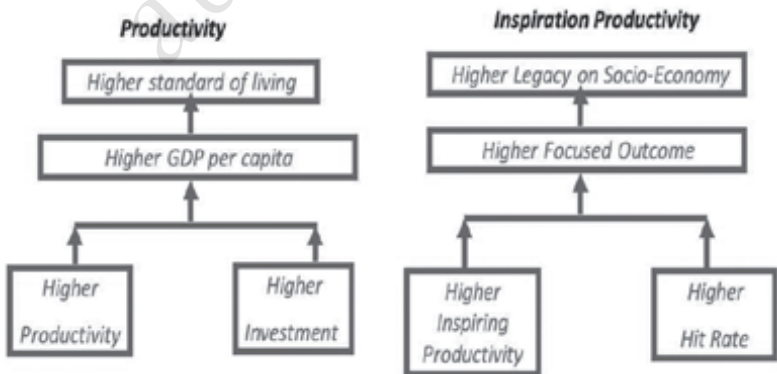 Productivity
Higher standard of living
Higher GDP per capita
Higher
Productivity
Higher
Investment
Inspiration Productivity
Higher Legacy on Socio-Economy
Higher Focused Outcome
Higher
Inspiring
Productivity
Higher
Hit Rate